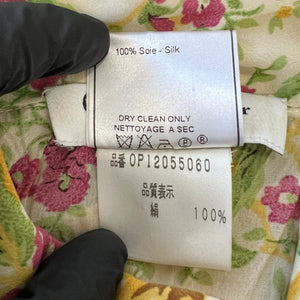 100% Soie - Silk
DRY CLEAN ONLY
NETTOYAGE A SEC
品番 OP12055060
品質表示
絹 100%